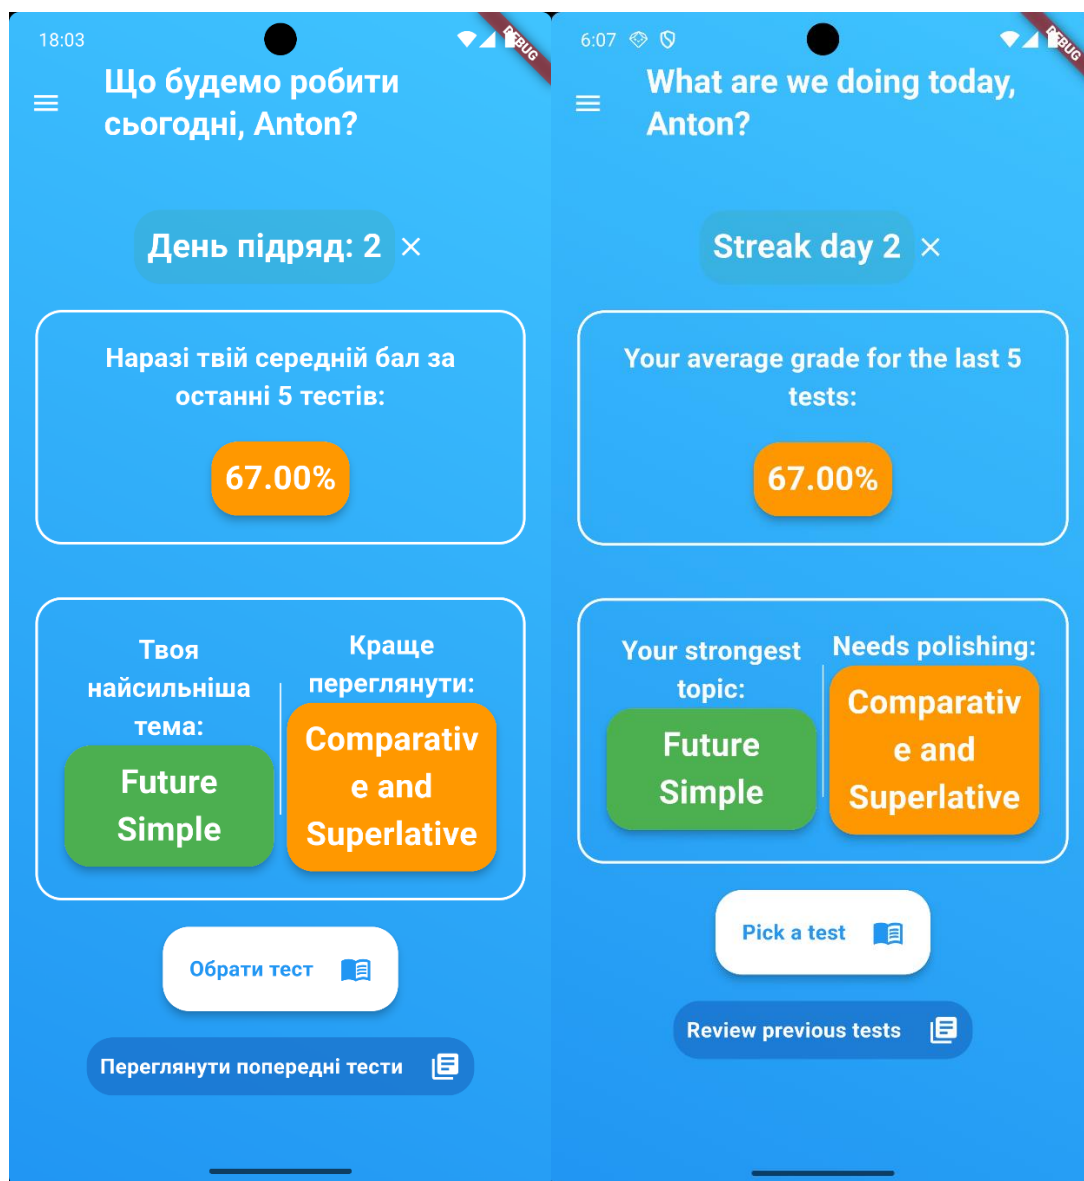 18:03
DEBUG
Що будемо робити
сьогодні, Anton?
День підряд: 2
Наразі твій середній бал за
останні 5 тестів:
67.00%
Твоя
найсильніша
тема:
Future
Simple
Краще
переглянути:
Comparativ
e and
Superlative
Обрати тест
Переглянути попередні тести
6:07
DEBUG
What are we doing today,
Anton?
Streak day 2
Your average grade for the last 5
tests:
67.00%
Your strongest
topic:
Future
Simple
Needs polishing:
Comparativ
e and
Superlative
Pick a test
Review previous tests